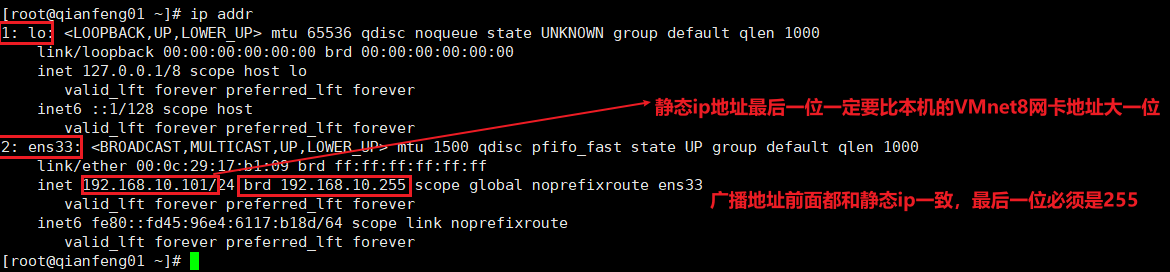 [root@qianfeng01 ~]# ip addr
1: lo: <LOOPBACK,UP,LOWER_UP> mtu 65536 qdisc noqueue state UNKNOWN group default qlen 1000
link/loopback 00:00:00:00:00:00 brd 00:00:00:00:00:00
inet 127.0.0.1/8 scope host lo
valid_lft forever preferred_lft forever
inet6 ::1/128 scope host
valid_lft forever preferred_lft forever
静态ip地址最后一位一定要比本机的VMnet8网卡地址大一位
2: ens33: <BROADCAST,MULTICAST,UP,LOWER_UP> mtu 1500 qdisc pfifo_fast state UP group default qlen 1000
link/ether 00:0c:29:17:b1:09 brd ff:ff:ff:ff:ff:ff
inet 192.168.10.101/24 brd 192.168.10.255 scope global noprefixroute ens33
valid_lft forever preferred_lft forever
广播地址前面都和静态ip一致，最后一位必须是255
inet6 fe80::fd45:96e4:6117:b18d/64 scope link noprefixroute
valid_lft forever preferred_lft forever
[root@qianfeng01 ~]#